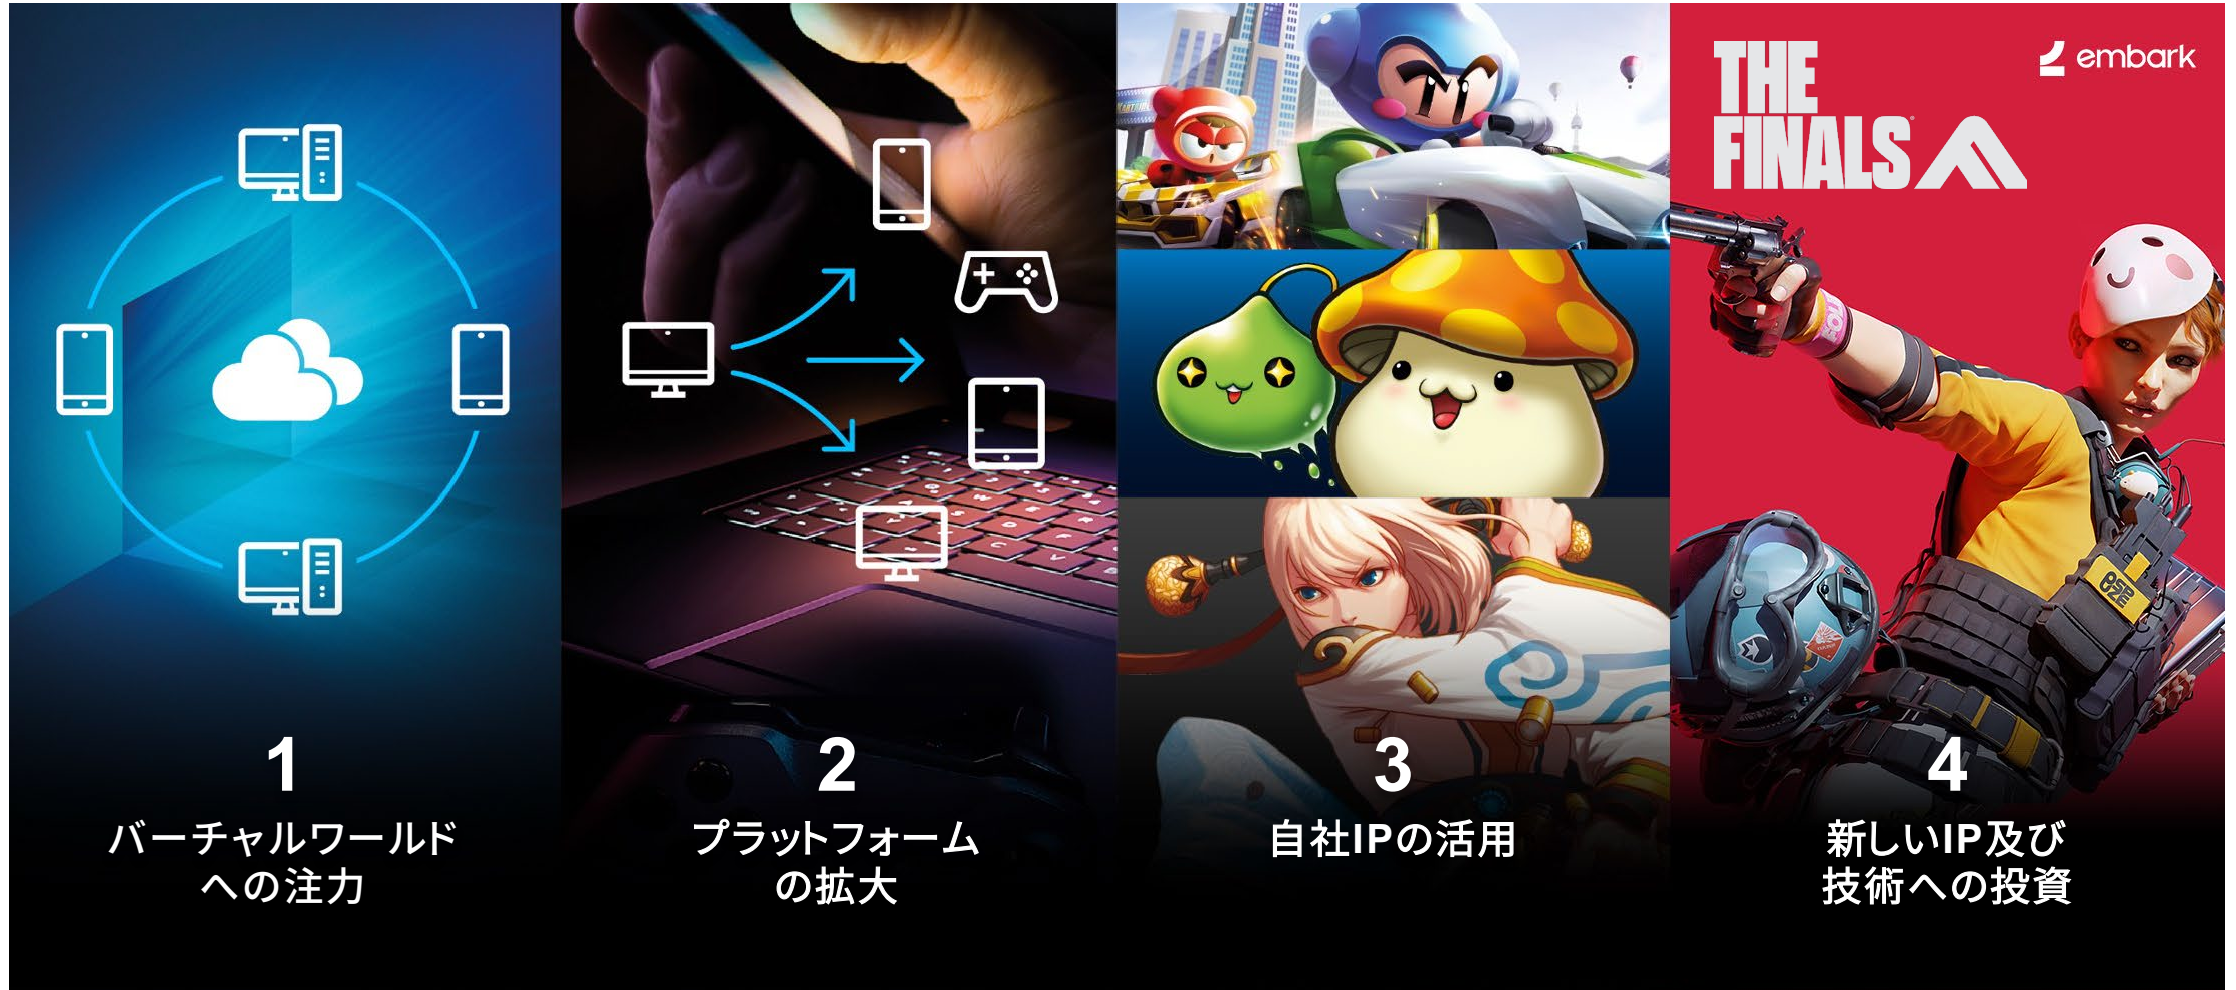 THE
FINALS
embark
1
バーチャルワールド
への注力
2
プラットフォーム
の拡大
3
自社IPの活用
4
新しいIP及び
技術への投資